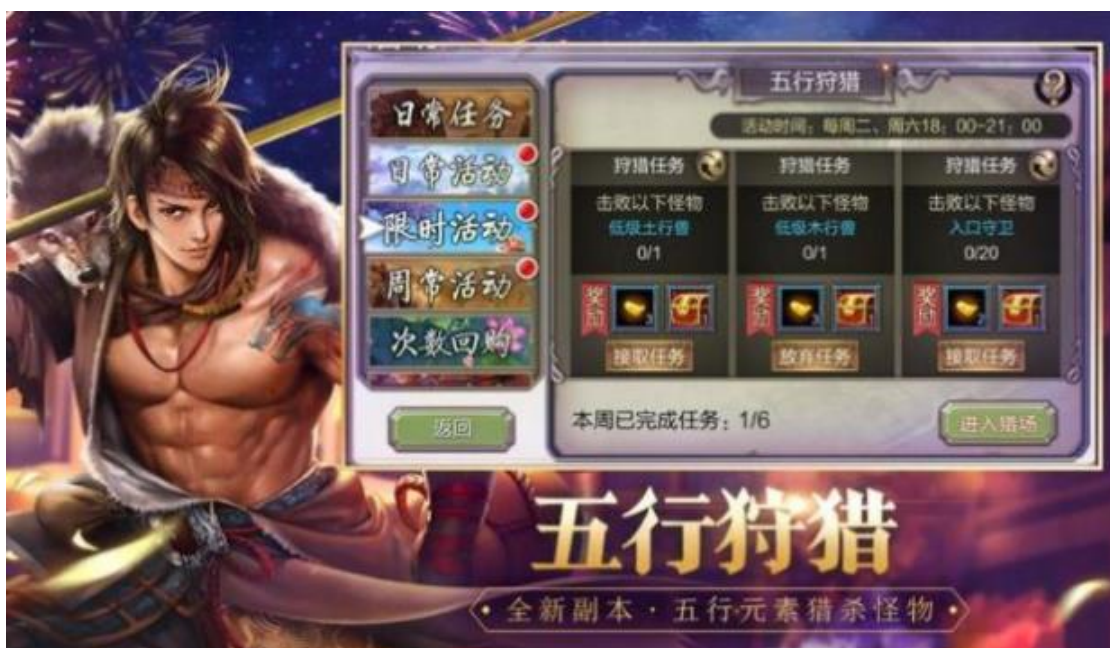 五行狩猎
活动时间：每周二、周六18：00-21：00
日常任务
日常活动
限时活动
周常活动
次数回购
返回
狩猎任务
击败以下怪物
低级土行兽
0/1
奖励
接取任务
狩猎任务
击败以下怪物
低级木行兽
0/1
奖励
放弃任务
狩猎任务
击败以下怪物
入口守卫
0/20
奖励
接取任务
本周已完成任务：1/6
进入猎场
五行狩猎
全新副本·五行元素猎杀怪物